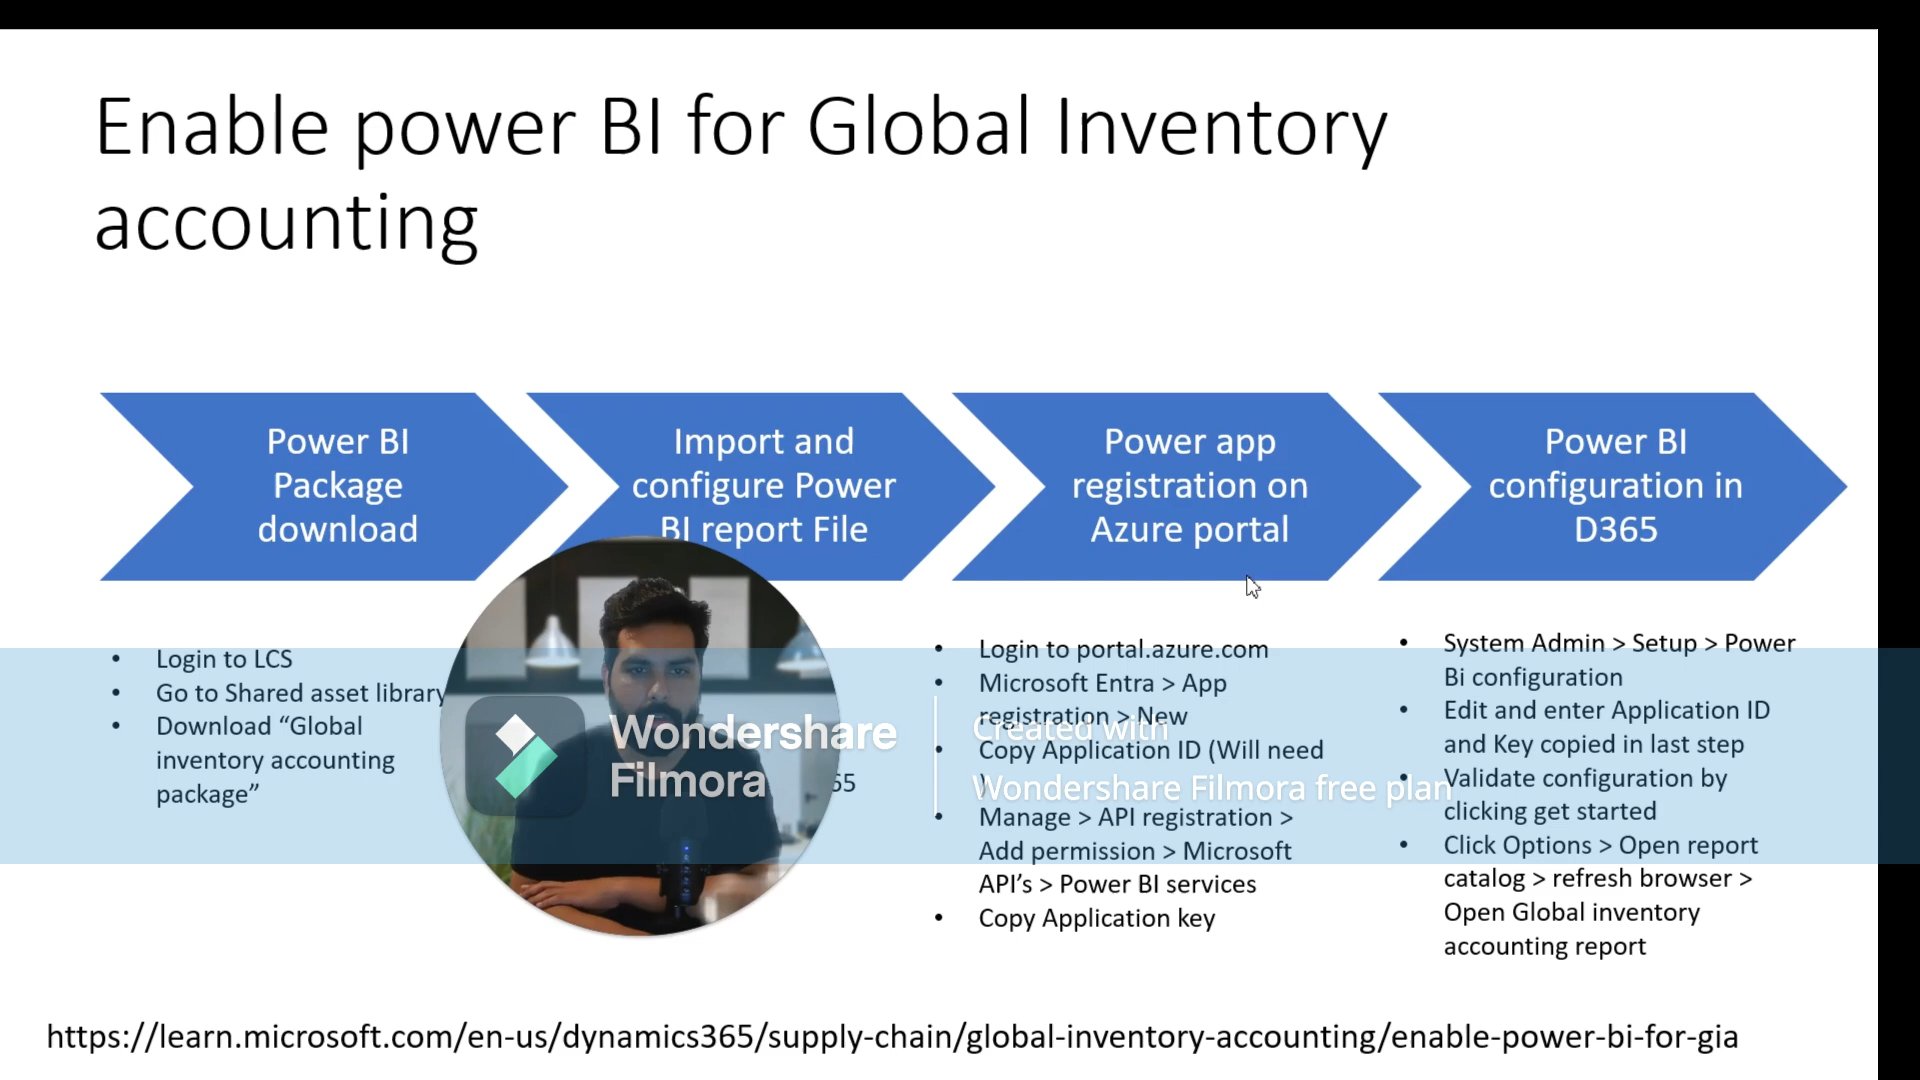 Enable power BI for Global Inventory
accounting
Power BI
Package
download
Import and
configure Power
BI report File
Power app
registration on
Azure portal
Power BI
configuration in
D365
• Login to LCS
• Go to Shared asset library
• Download “Global
inventory accounting
package”
• Login to portal.azure.com
• Microsoft Entra > App
registration > New
• Copy Application ID (Will need
)
• Manage > API registration >
Add permission > Microsoft
API’s > Power BI services
• Copy Application key
• System Admin > Setup > Power
Bi configuration
• Edit and enter Application ID
and Key copied in last step
• Validate configuration by
clicking get started
• Click Options > Open report
catalog > refresh browser >
Open Global inventory
accounting report
Wondershare
Filmora
Created with
Wondershare Filmora free plan
https://learn.microsoft.com/en-us/dynamics365/supply-chain/global-inventory-accounting/enable-power-bi-for-gia